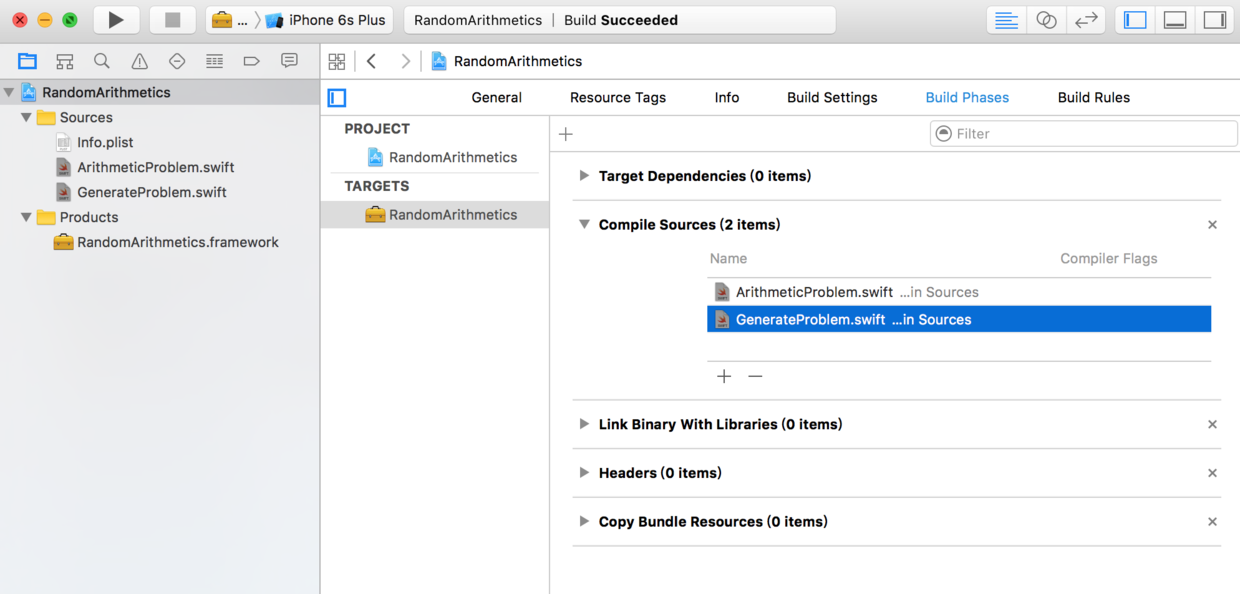 ... iPhone 6s Plus RandomArithmetics | Build Succeeded
RandomArithmetics
RandomArithmetics
Sources
Info.plist
ArithmeticProblem.swift
GenerateProblem.swift
Products
RandomArithmetics.framework
General Resource Tags Info Build Settings Build Phases Build Rules
PROJECT
RandomArithmetics
TARGETS
RandomArithmetics
Filter
Target Dependencies (0 items)
Compile Sources (2 items)
Name Compiler Flags
ArithmeticProblem.swift ...in Sources
GenerateProblem.swift ...in Sources
Link Binary With Libraries (0 items)
Headers (0 items)
Copy Bundle Resources (0 items)